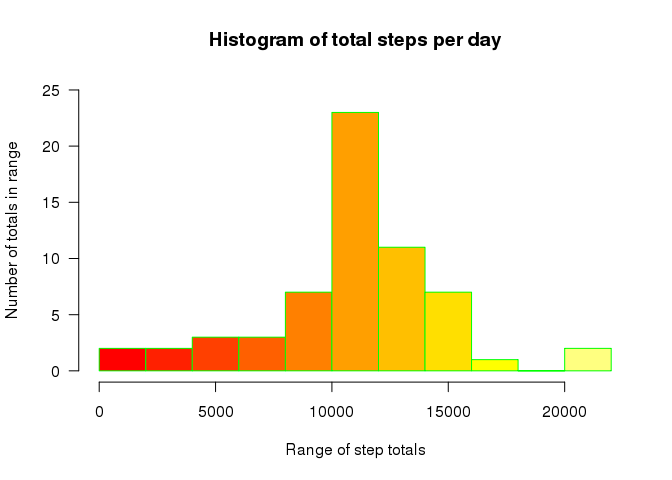 Histogram of total steps per day
Number of totals in range
25
20
15
10
5
0
0 5000 10000 15000 20000
Range of step totals